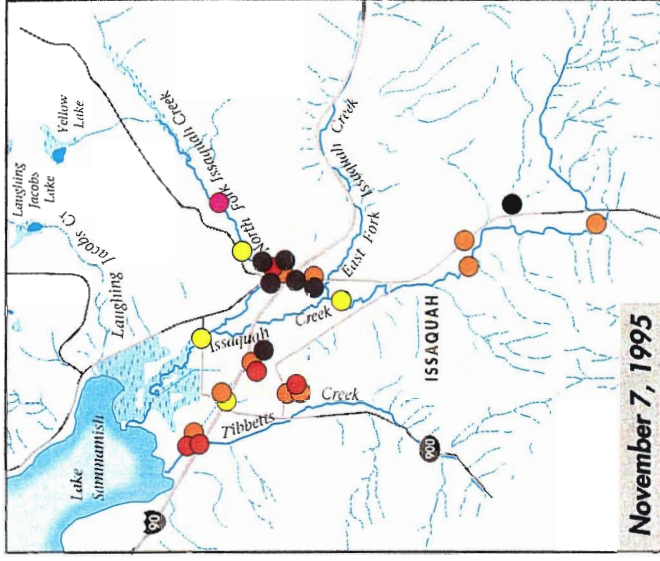 Yellow
Lake
Laughing
Jacobs
Lake
Laughing
Jacobs Cr
North Fork Issaquah Creek
East Fork
Issaquah Creek
Issaquah
Creek
Lake
Sammamish
Tibbetts
Creek
ISSAQUAH
90
900
November 7, 1995